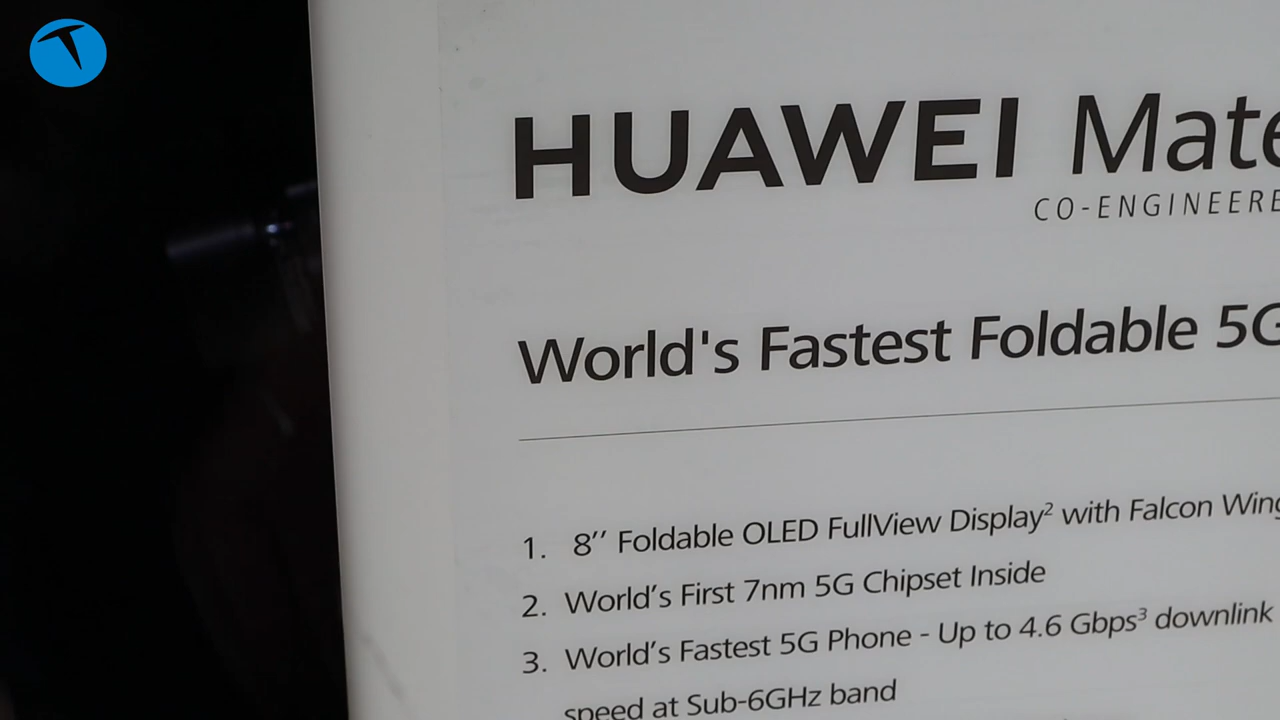 HUAWEI Mate
CO-ENGINEERE
World's Fastest Foldable 5G
1. 8′′ Foldable OLED FullView Display² with Falcon Wing
2. World’s First 7nm 5G Chipset Inside
3. World’s Fastest 5G Phone - Up to 4.6 Gbps³ downlink
speed at Sub-6GHz band